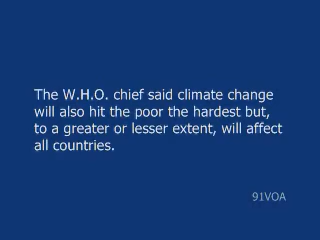 The W.H.O. chief said climate change
will also hit the poor the hardest but,
to a greater or lesser extent, will affect
all countries.
91VOA